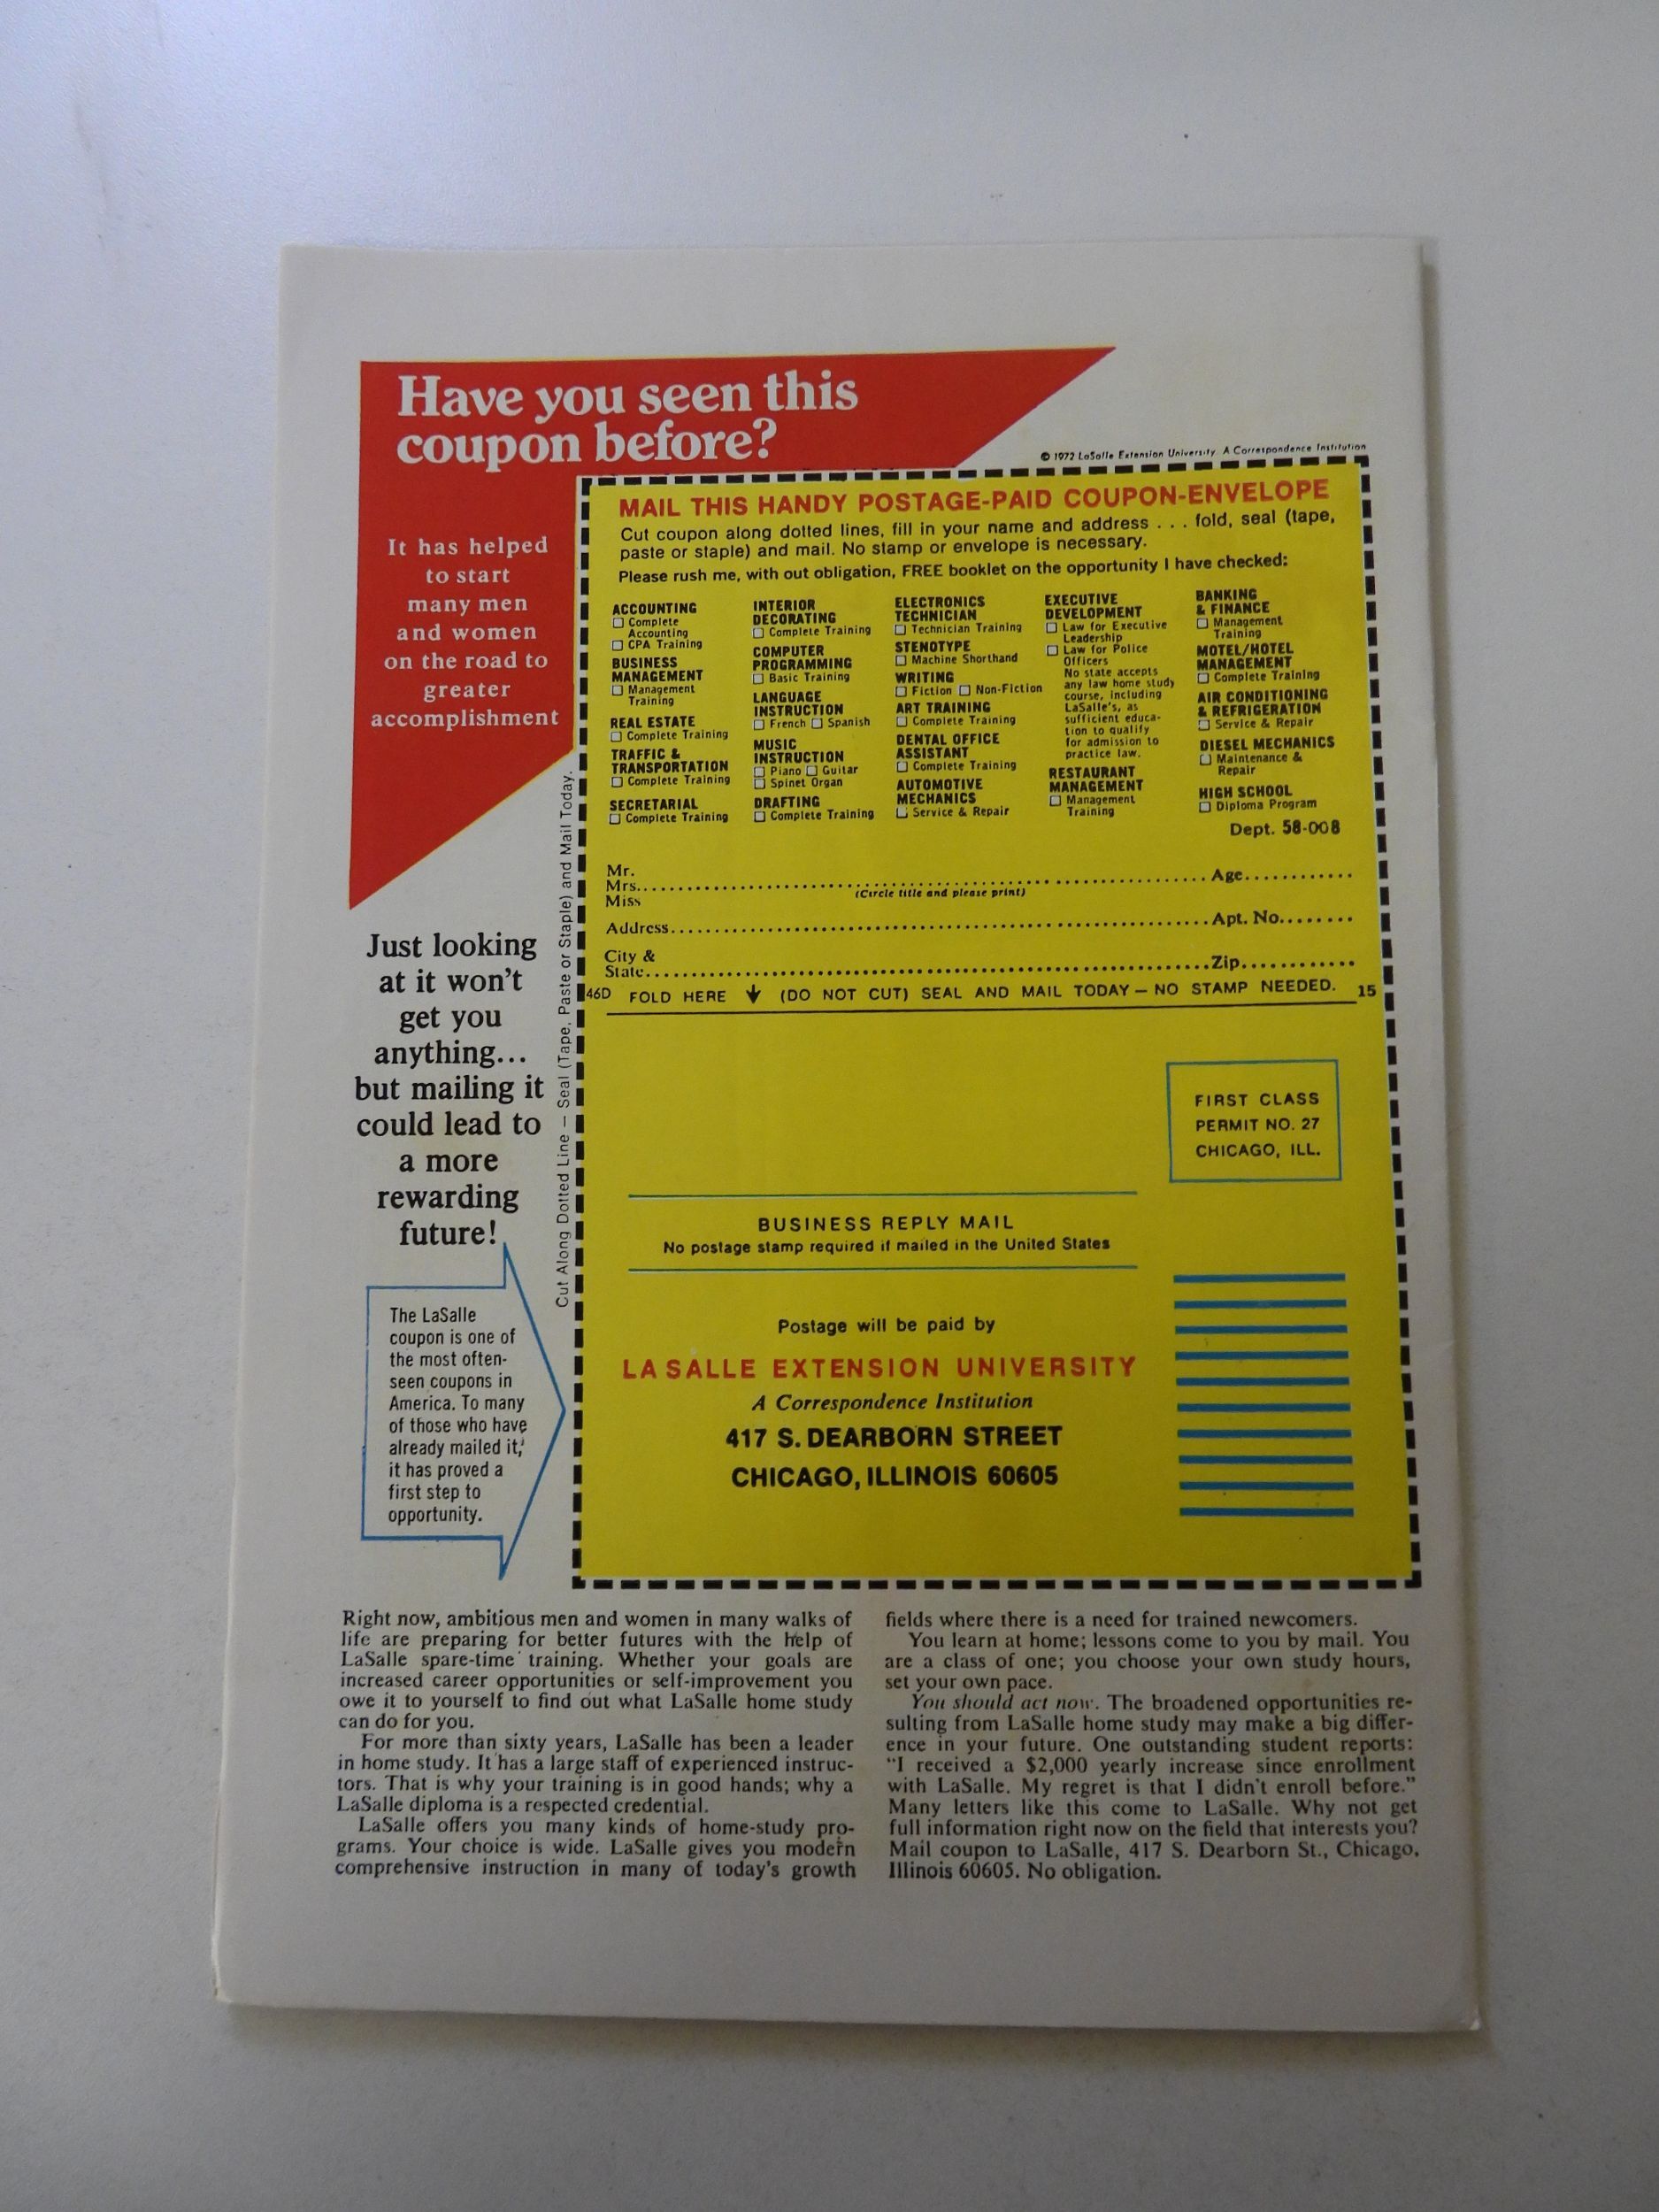 Have you seen this
coupon before?
© 1972 LaSalle Extension University. A Correspondence Institution
It has helped
to start
many men
and women
on the road to
greater
accomplishment
MAIL THIS HANDY POSTAGE-PAID COUPON-ENVELOPE
Cut coupon along dotted lines, fill in your name and address . . . fold, seal (tape,
paste or staple) and mail. No stamp or envelope is necessary.
Please rush me, with out obligation, FREE booklet on the opportunity I have checked:
ACCOUNTING
Complete
Accounting
CPA Training
BUSINESS
MANAGEMENT
Management
Training
REAL ESTATE
Complete Training
TRAFFIC &
TRANSPORTATION
Complete Training
SECRETARIAL
Complete Training
INTERIOR
DECORATING
Complete Training
COMPUTER
PROGRAMMING
Basic Training
LANGUAGE
INSTRUCTION
French Spanish
MUSIC
INSTRUCTION
Piano Guitar
Spinet Organ
DRAFTING
Complete Training
ELECTRONICS
TECHNICIAN
Technician Training
STENOTYPE
Machine Shorthand
WRITING
Fiction Non-Fiction
ART TRAINING
Complete Training
DENTAL OFFICE
ASSISTANT
Complete Training
AUTOMOTIVE
MECHANICS
Service & Repair
EXECUTIVE
DEVELOPMENT
Law for Executive
Leadership
Law for Police
Officers
No state accepts
any law home study
course, including
LaSalle's, as
sufficient educa-
tion to qualify
for admission to
practice law.
RESTAURANT
MANAGEMENT
Management
Training
BANKING
& FINANCE
Management
Training
MOTEL/HOTEL
MANAGEMENT
Complete Training
AIR CONDITIONING
& REFRIGERATION
Service & Repair
DIESEL MECHANICS
Maintenance &
Repair
HIGH SCHOOL
Diploma Program
Dept. 58-008
Mr.
Mrs. Age
(Circle title and please print)
Miss
Address Apt. No.
City &
State Zip
46D FOLD HERE ↓ (DO NOT CUT) SEAL AND MAIL TODAY — NO STAMP NEEDED. 15
Cut Along Dotted Line — Seal (Tape, Paste or Staple) and Mail Today.
Just looking
at it won't
get you
anything...
but mailing it
could lead to
a more
rewarding
future!
The LaSalle
coupon is one of
the most often-
seen coupons in
America. To many
of those who have
already mailed it,
it has proved a
first step to
opportunity.
FIRST CLASS
PERMIT NO. 27
CHICAGO, ILL.
BUSINESS REPLY MAIL
No postage stamp required if mailed in the United States
Postage will be paid by
LA SALLE EXTENSION UNIVERSITY
A Correspondence Institution
417 S. DEARBORN STREET
CHICAGO, ILLINOIS 60605
Right now, ambitious men and women in many walks of
life are preparing for better futures with the help of
LaSalle spare-time training. Whether your goals are
increased career opportunities or self-improvement you
owe it to yourself to find out what LaSalle home study
can do for you.
For more than sixty years, LaSalle has been a leader
in home study. It has a large staff of experienced instruc-
tors. That is why your training is in good hands; why a
LaSalle diploma is a respected credential.
LaSalle offers you many kinds of home-study pro-
grams. Your choice is wide. LaSalle gives you modern
comprehensive instruction in many of today's growth
fields where there is a need for trained newcomers.
You learn at home; lessons come to you by mail. You
are a class of one; you choose your own study hours,
set your own pace.
You should act now. The broadened opportunities re-
sulting from LaSalle home study may make a big differ-
ence in your future. One outstanding student reports:
"I received a $2,000 yearly increase since enrollment
with LaSalle. My regret is that I didn't enroll before."
Many letters like this come to LaSalle. Why not get
full information right now on the field that interests you?
Mail coupon to LaSalle, 417 S. Dearborn St., Chicago,
Illinois 60605. No obligation.